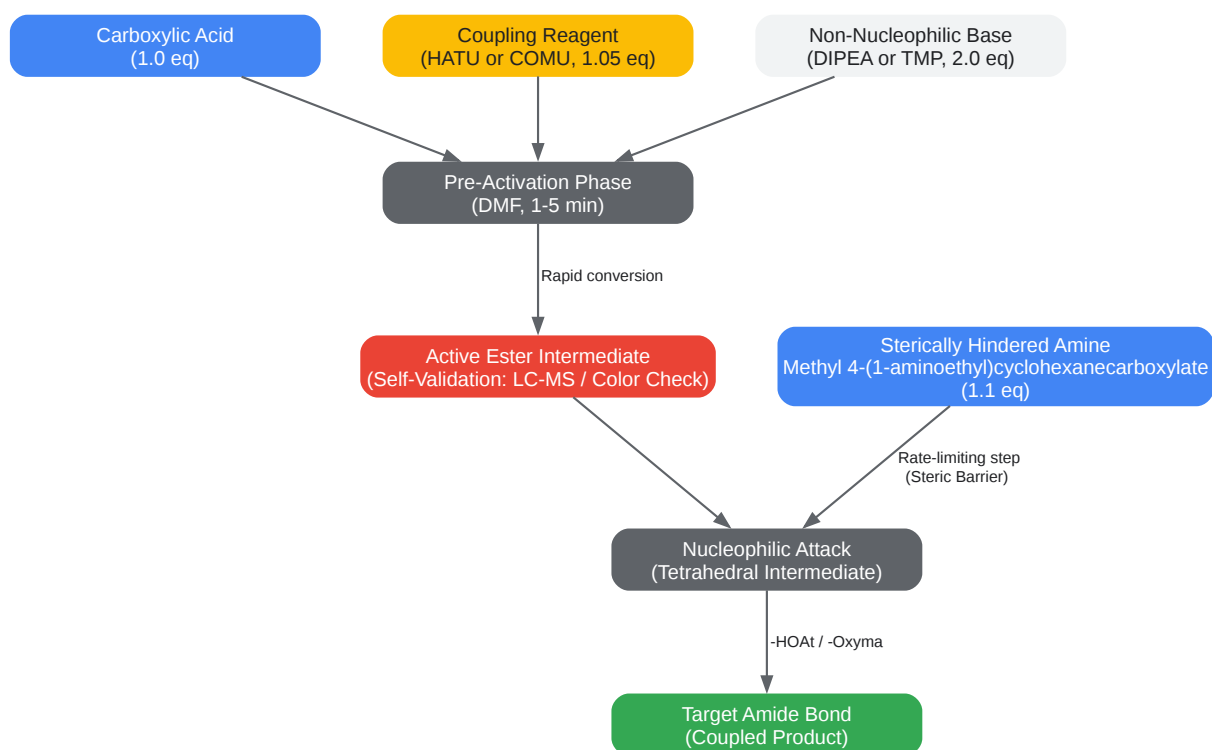 Carboxylic Acid
(1.0 eq)
Coupling Reagent
(HATU or COMU, 1.05 eq)
Non-Nucleophilic Base
(DIPEA or TMP, 2.0 eq)
Pre-Activation Phase
(DMF, 1-5 min)
Rapid conversion
Active Ester Intermediate
(Self-Validation: LC-MS / Color Check)
Sterically Hindered Amine
Methyl 4-(1-aminoethyl)cyclohexanecarboxylate
(1.1 eq)
Rate-limiting step
(Steric Barrier)
Nucleophilic Attack
(Tetrahedral Intermediate)
-HOAt / -Oxyma
Target Amide Bond
(Coupled Product)